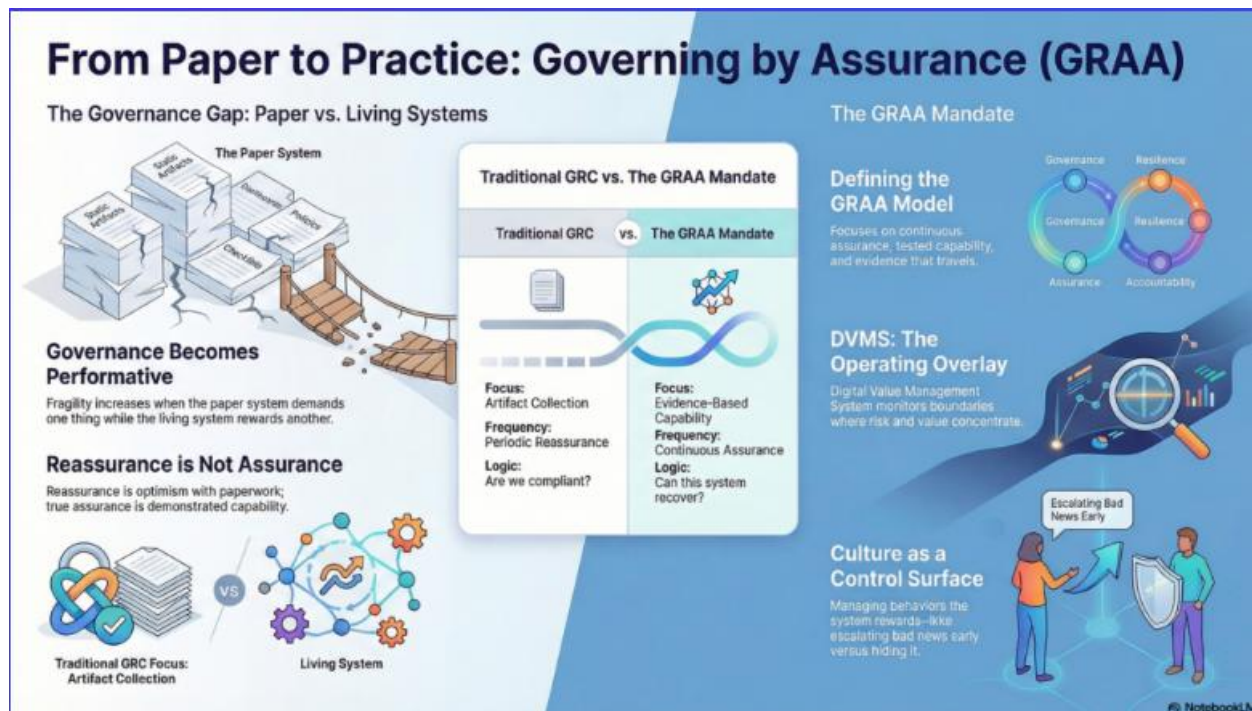 From Paper to Practice: Governing by Assurance (GRAA)
The Governance Gap: Paper vs. Living Systems
The Paper System
Static
Artifacts
Static
Artifacts
Dashboards
Policies
Checklists
Governance Becomes
Performative
Fragility increases when the paper system demands
one thing while the living system rewards another.
Reassurance is Not Assurance
Reassurance is optimism with paperwork;
true assurance is demonstrated capability.
VS
Traditional GRC Focus:
Artifact Collection
Living System
Traditional GRC vs. The GRAA Mandate
Traditional GRC vs. The GRAA Mandate
Focus:
Artifact Collection
Frequency:
Periodic Reassurance
Logic:
Are we compliant?
Focus:
Evidence-Based
Capability
Frequency:
Continuous Assurance
Logic:
Can this system
recover?
The GRAA Mandate
Defining the
GRAA Model
Focuses on continuous
assurance, tested capability,
and evidence that travels.
Governance Resilence
Governance Resilence
Assurance Accountability
DVMS: The
Operating Overlay
Digital Value Management
System monitors boundaries
where risk and value concentrate.
Escalating Bad
News Early
Culture as a
Control Surface
Managing behaviors the
system rewards—ikke
escalating bad news early
versus hiding it.
NotebookLM